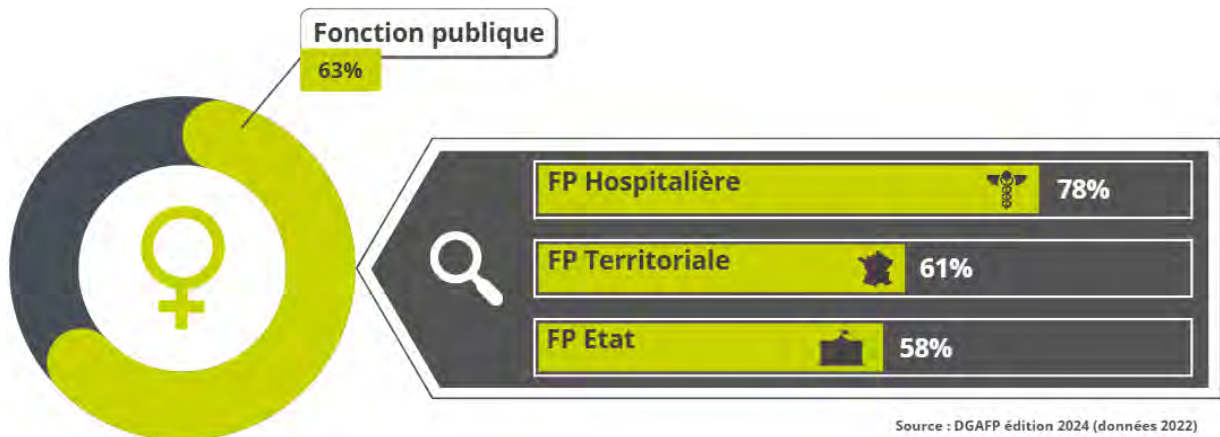 Fonction publique
63%
FP Hospitalière
78%
FP Territoriale
61%
FP Etat
58%
Source : DGAFP édition 2024 (données 2022)